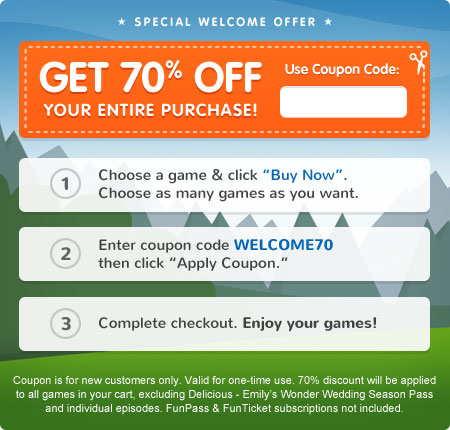 ★ SPECIAL WELCOME OFFER ★
GET 70% OFF
YOUR ENTIRE PURCHASE!
Use Coupon Code:
1
Choose a game & click “Buy Now”.
Choose as many games as you want.
2
Enter coupon code WELCOME70
then click “Apply Coupon.”
3
Complete checkout. Enjoy your games!
Coupon is for new customers only. Valid for one-time use. 70% discount will be applied
to all games in your cart, excluding Delicious - Emily's Wonder Wedding Season Pass
and individual episodes. FunPass & FunTicket subscriptions not included.